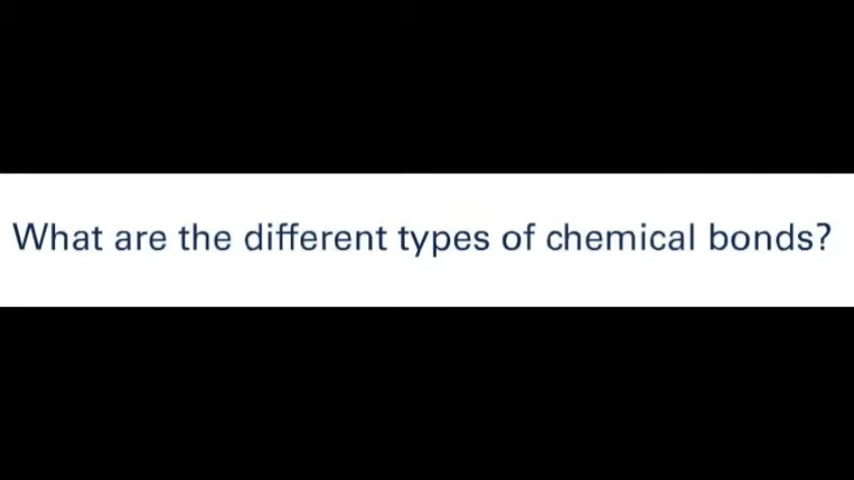 What are the different types of chemical bonds?